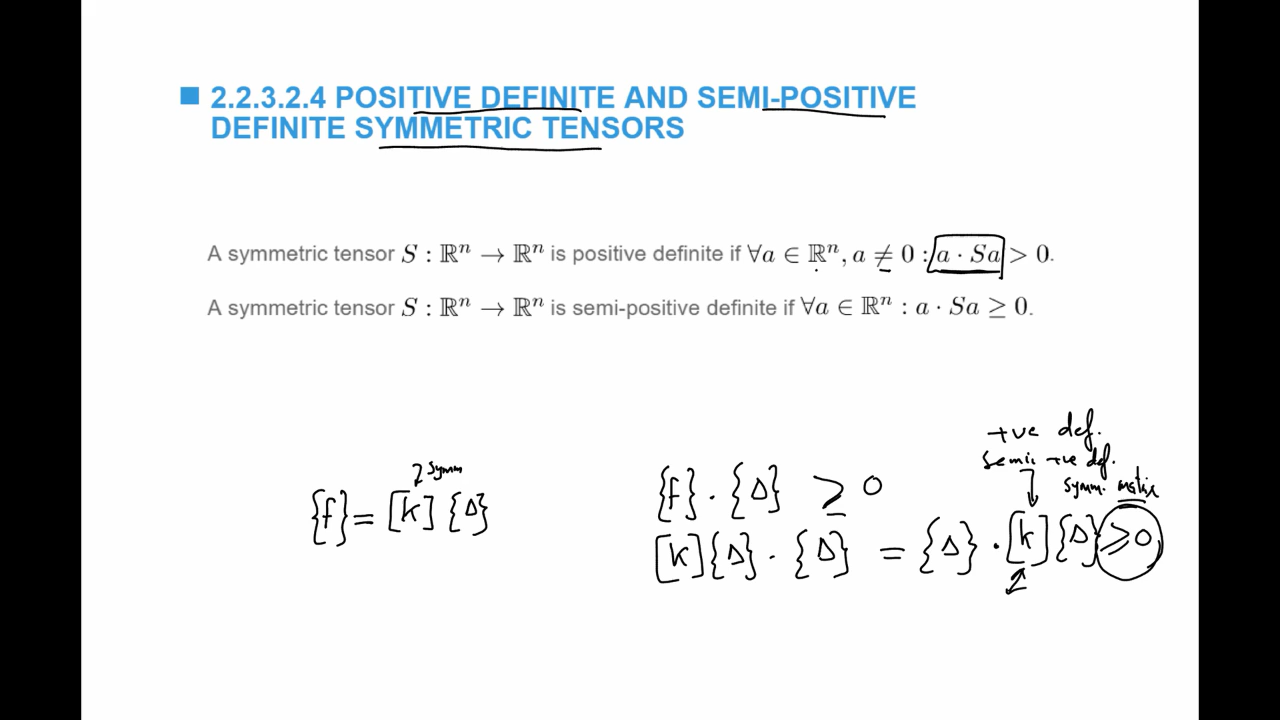 2.2.3.2.4 POSITIVE DEFINITE AND SEMI-POSITIVE
DEFINITE SYMMETRIC TENSORS
A symmetric tensor S : ℝⁿ → ℝⁿ is positive definite if ∀a ∈ ℝⁿ, a ≠ 0 : a · Sa > 0.
A symmetric tensor S : ℝⁿ → ℝⁿ is semi-positive definite if ∀a ∈ ℝⁿ : a · Sa ≥ 0.
Symm
{f} = [K] {Δ}
+ve def.
semi +ve def.
symm. matrix
{f} · {Δ} ≥ 0
[K]{Δ} · {Δ} = {Δ} · [K] {Δ} ≥ 0